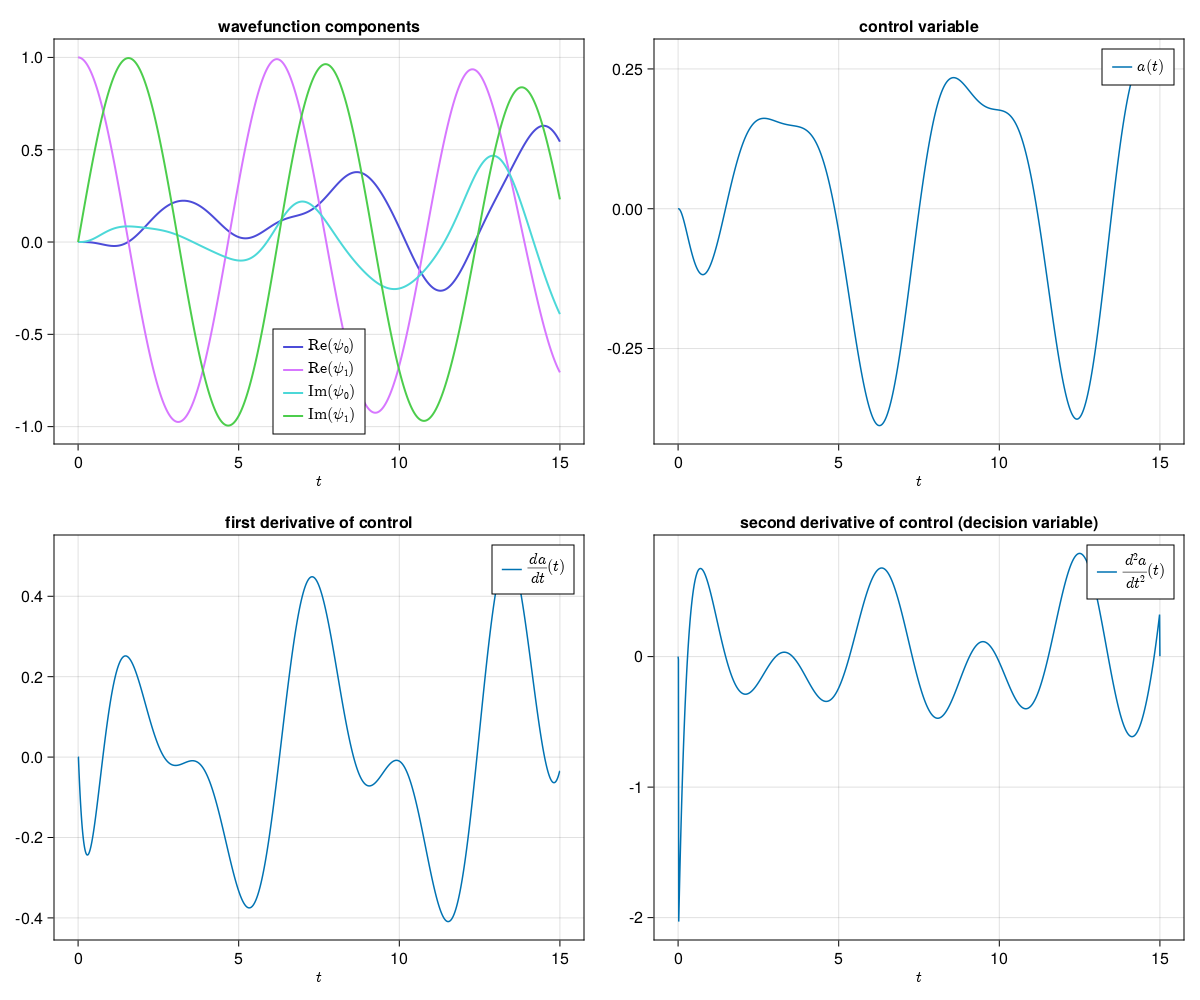 wavefunction components
1.0
0.5
0.0
-0.5
-1.0
Re(ψ₀)
Re(ψ₁)
Im(ψ₀)
Im(ψ₁)
0 5 10 15
t
control variable
0.25
0.00
-0.25
a(t)
0 5 10 15
t
first derivative of control
0.4
0.2
0.0
-0.2
-0.4
da/dt(t)
0 5 10 15
t
second derivative of control (decision variable)
0
-1
-2
d²a/dt²(t)
0 5 10 15
t